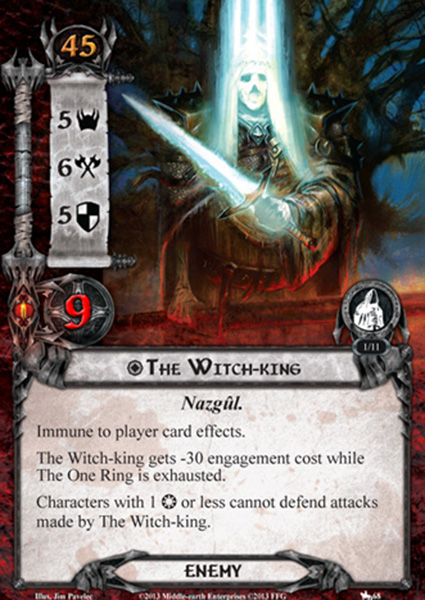 45
5
6
5
9
1/11
The Witch-king
Nazgûl.
Immune to player card effects.
The Witch-king gets -30 engagement cost while
The One Ring is exhausted.
Characters with 1 or less cannot defend attacks
made by The Witch-king.
ENEMY
Illus. Jim Pavelec ©2013 Middle-earth Enterprises ©2013 FFG 68